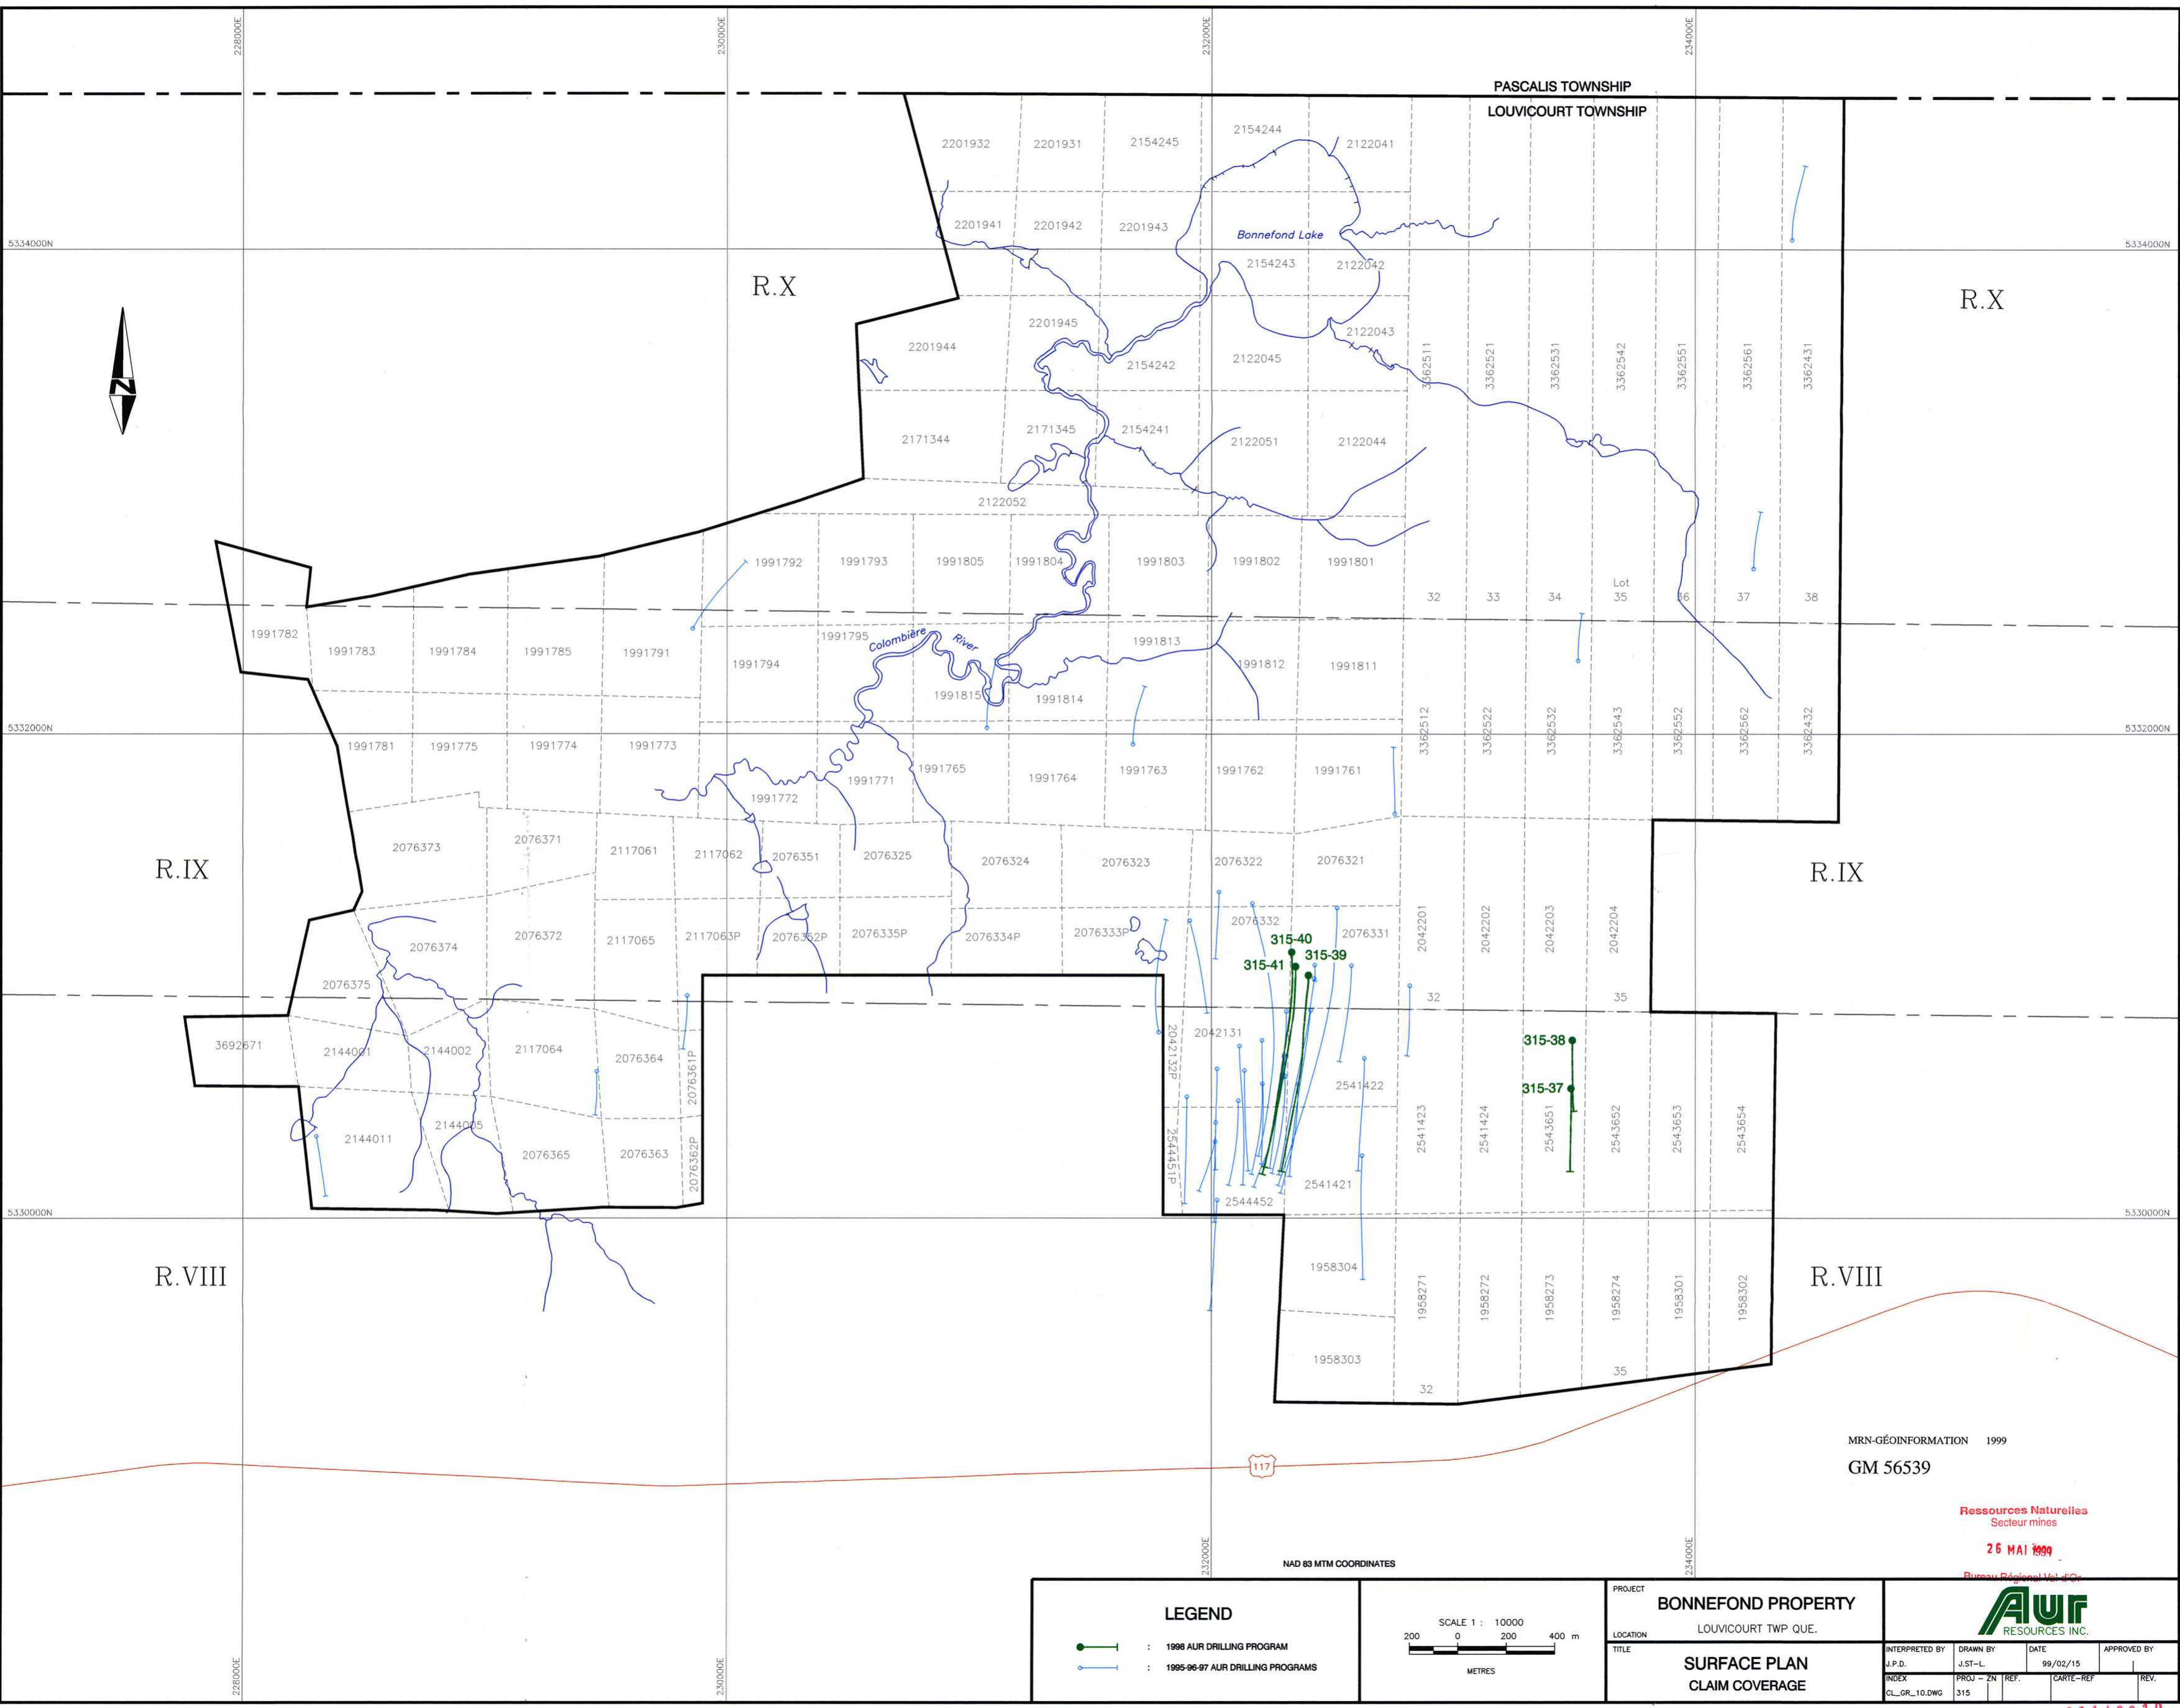 228000E
230000E
232000E
234000E
PASCALIS TOWNSHIP
LOUVICOURT TOWNSHIP
2201932
2201931
2154245
2154244
2122041
2201941
2201942
2201943
Bonnefond Lake
5334000N
5334000N
2154243
2122042
R.X
R.X
N
2201944
2201945
2154242
2122045
2122043
3362511
3362521
3362531
3362542
3362551
3362561
3362431
2171344
2171345
2154241
2122051
2122044
2122052
1991792
1991793
1991805
1991804
1991803
1991802
1991801
Lot
32
33
34
35
36
37
38
1991782
1991783
1991784
1991785
1991791
1991794
1991795
Colombière River
1991813
1991812
1991811
1991815
1991814
3362512
3362522
3362532
3362543
3362552
3362562
3362432
5332000N
5332000N
1991781
1991775
1991774
1991773
1991772
1991771
1991765
1991764
1991763
1991762
1991761
2076373
2076371
2117061
2117062
2076351
2076325
2076324
2076323
2076322
2076321
R.IX
R.IX
2076374
2076372
2117065
2117063P
2076352P
2076335P
2076334P
2076333P
2076332
2076331
2042201
2042202
2042203
2042204
315-40
315-41
315-39
2076375
32
35
3692671
2144001
2144002
2117064
2076364
2076361P
2042132P
2042131
315-38
315-37
2541422
2541423
2541424
2543651
2543652
2543653
2543654
2144011
2144005
2076365
2076363
2076362P
2544451P
2544452
2541421
5330000N
5330000N
R.VIII
R.VIII
1958304
1958271
1958272
1958273
1958274
1958301
1958302
1958303
32
35
117
MRN-GÉOINFORMATION 1999
GM 56539
Ressources Naturelles
Secteur mines
26 MAI 1999
Bureau Régional Val d'Or
228000E
230000E
232000E
234000E
NAD 83 MTM COORDINATES
LEGEND
: 1998 AUR DRILLING PROGRAM
: 1995-96-97 AUR DRILLING PROGRAMS
SCALE 1 : 10000
200 0 200 400 m
METRES
PROJECT
BONNEFOND PROPERTY
LOCATION
LOUVICOURT TWP QUE.
TITLE
SURFACE PLAN
CLAIM COVERAGE
Aur
RESOURCES INC.
INTERPRETED BY
J.P.D.
DRAWN BY
J.ST-L.
DATE
99/02/15
APPROVED BY
INDEX
CL_GR_10.DWG
PROJ - ZN
315
REF.
CARTE-REF
REV.